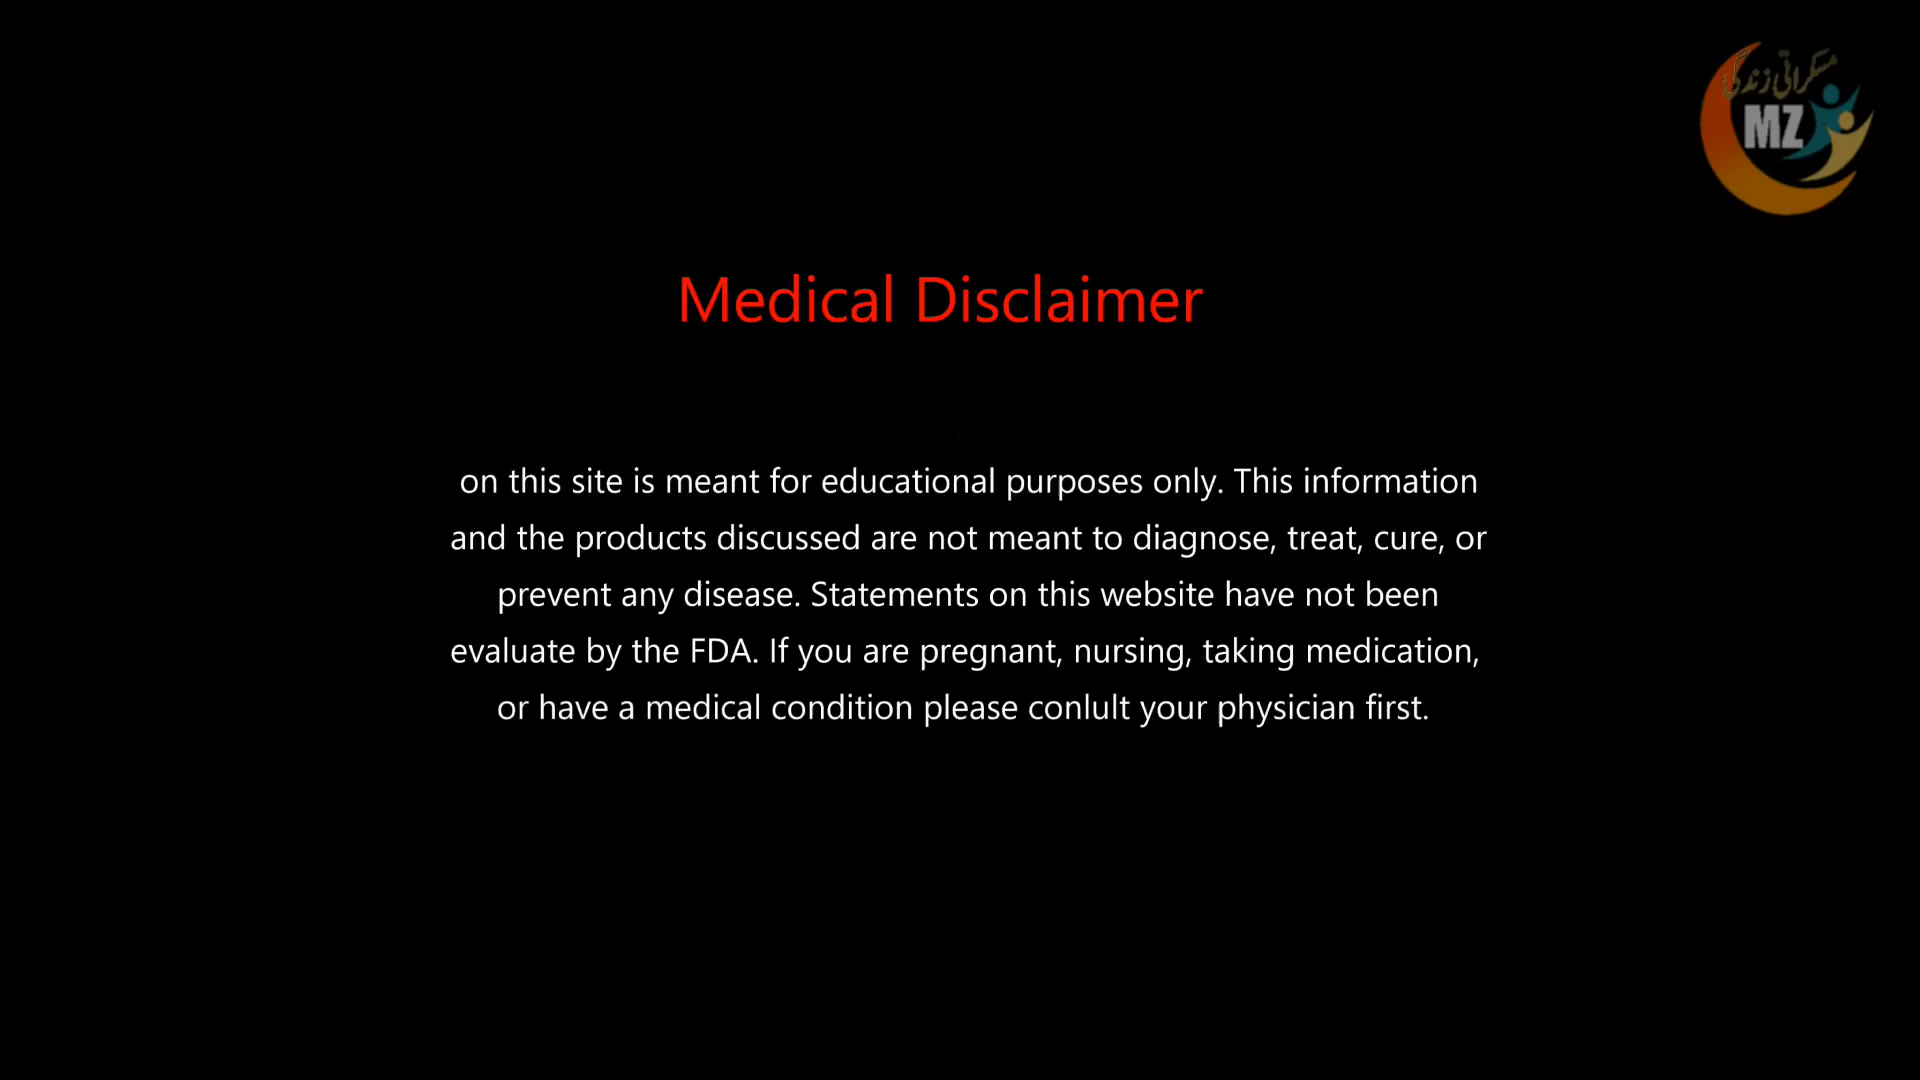 مسکراتی زندگی
MZ
Medical Disclaimer
on this site is meant for educational purposes only. This information
and the products discussed are not meant to diagnose, treat, cure, or
prevent any disease. Statements on this website have not been
evaluate by the FDA. If you are pregnant, nursing, taking medication,
or have a medical condition please conlult your physician first.